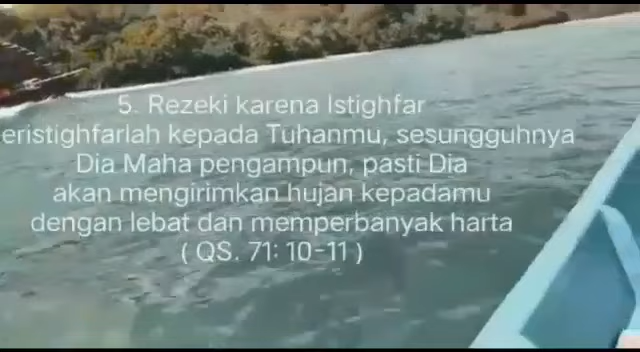 5. Rezeki karena Istighfar
eristighfarlah kepada Tuhanmu, sesungguhnya
Dia Maha pengampun, pasti Dia
akan mengirimkan hujan kepadamu
dengan lebat dan memperbanyak harta
( QS. 71: 10-11 )